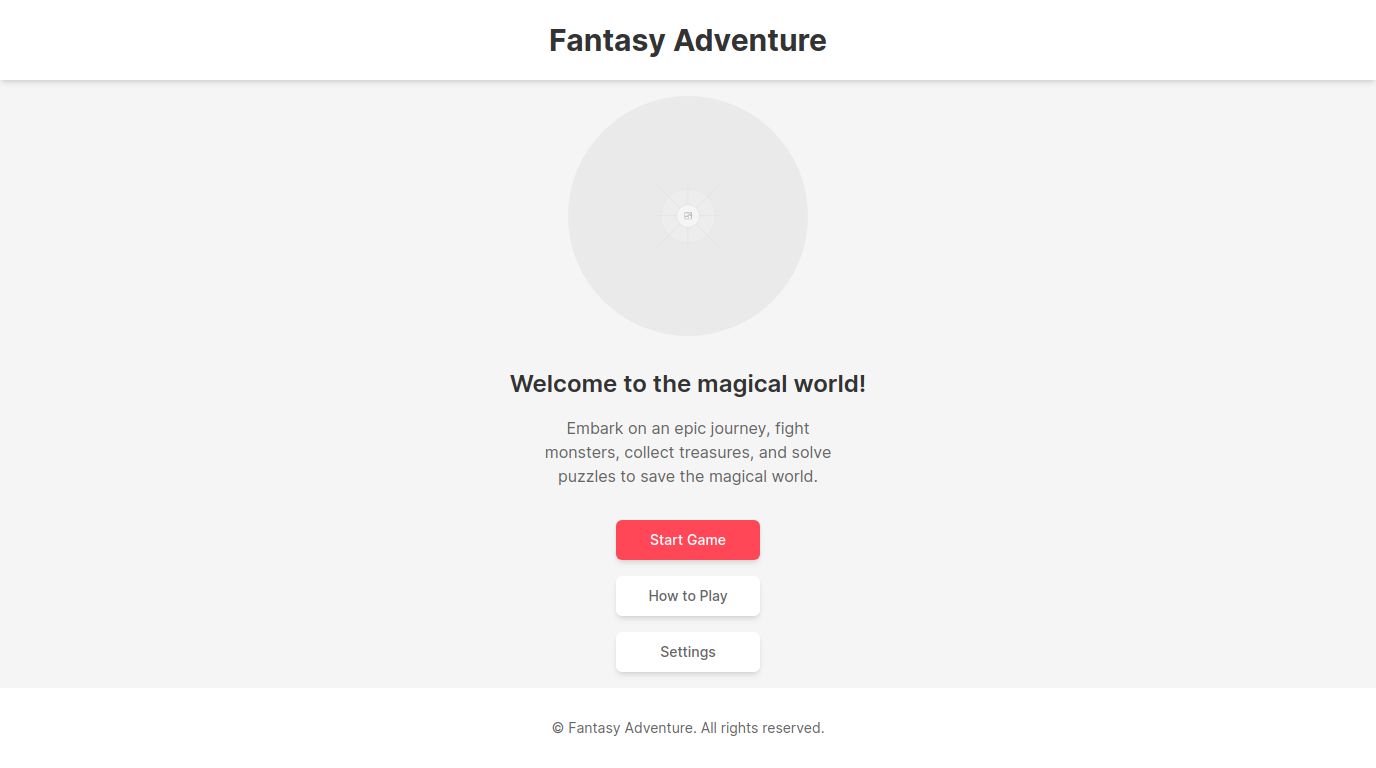 Fantasy Adventure
Welcome to the magical world!
Embark on an epic journey, fight
monsters, collect treasures, and solve
puzzles to save the magical world.
Start Game
How to Play
Settings
© Fantasy Adventure. All rights reserved.